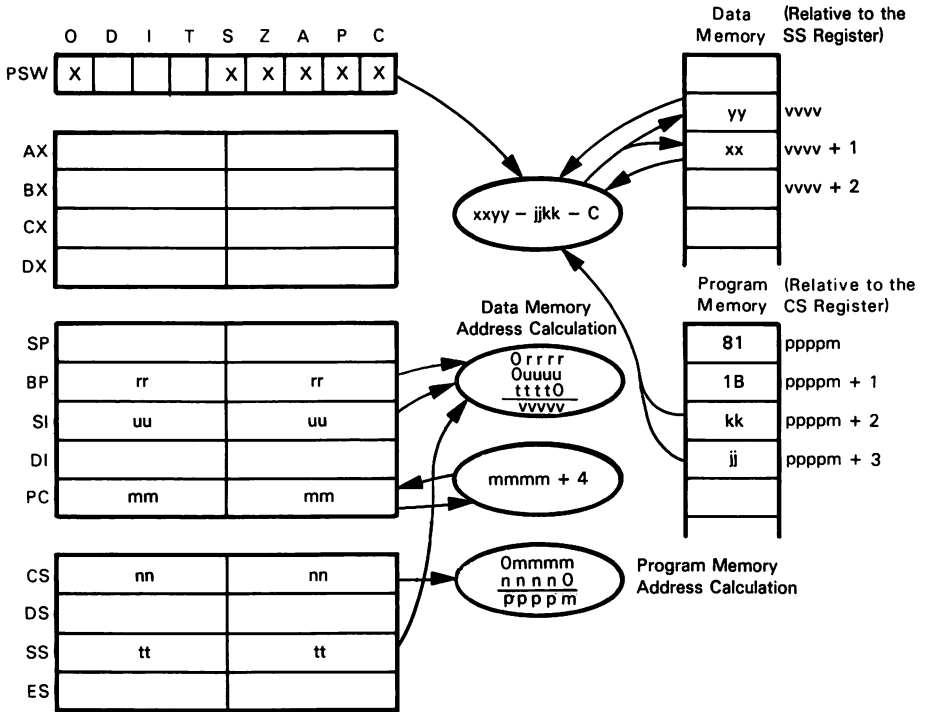 O D I T S Z A P C
PSW X X X X X X
AX
BX
CX
DX
SP
BP rr rr
SI uu uu
DI
PC mm mm
CS nn nn
DS
SS tt tt
ES
xxyy – jjkk – C
Data Memory
Address Calculation
0rrrr
0uuuu
tttt0
vvvvv
mmmm + 4
0mmmm
nnnn0
ppppm
Program Memory
Address Calculation
Data
Memory
(Relative to the
SS Register)
yy vvvv
xx vvvv + 1
vvvv + 2
Program
Memory
(Relative to the
CS Register)
81 ppppm
1B ppppm + 1
kk ppppm + 2
jj ppppm + 3